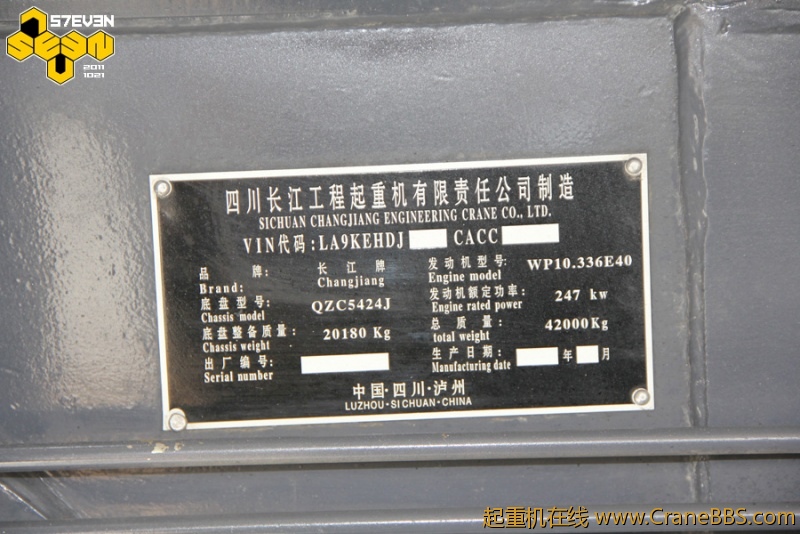 S7EV3N
SE3N
2011
1021
四川长江工程起重机有限责任公司制造
SICHUAN CHANGJIANG ENGINEERING CRANE CO., LTD.
VIN代码:LA9KEHDJ CACC
品 牌: 长 江 牌 发动机型号: WP10.336E40
Brand: Changjiang Engine model
底盘型号: QZC5424J 发动机额定功率: 247 kw
Chassis model Engine rated power
底盘整备质量: 20180 Kg 总 质 量: 42000Kg
Chassis weight total weight
出 厂 编 号: 生 产 日 期: 年 月
Serial number Manufacturing date
中国·四川·泸州
LUZHOU·SICHUAN·CHINA
起重机在线 www.CraneBBS.com